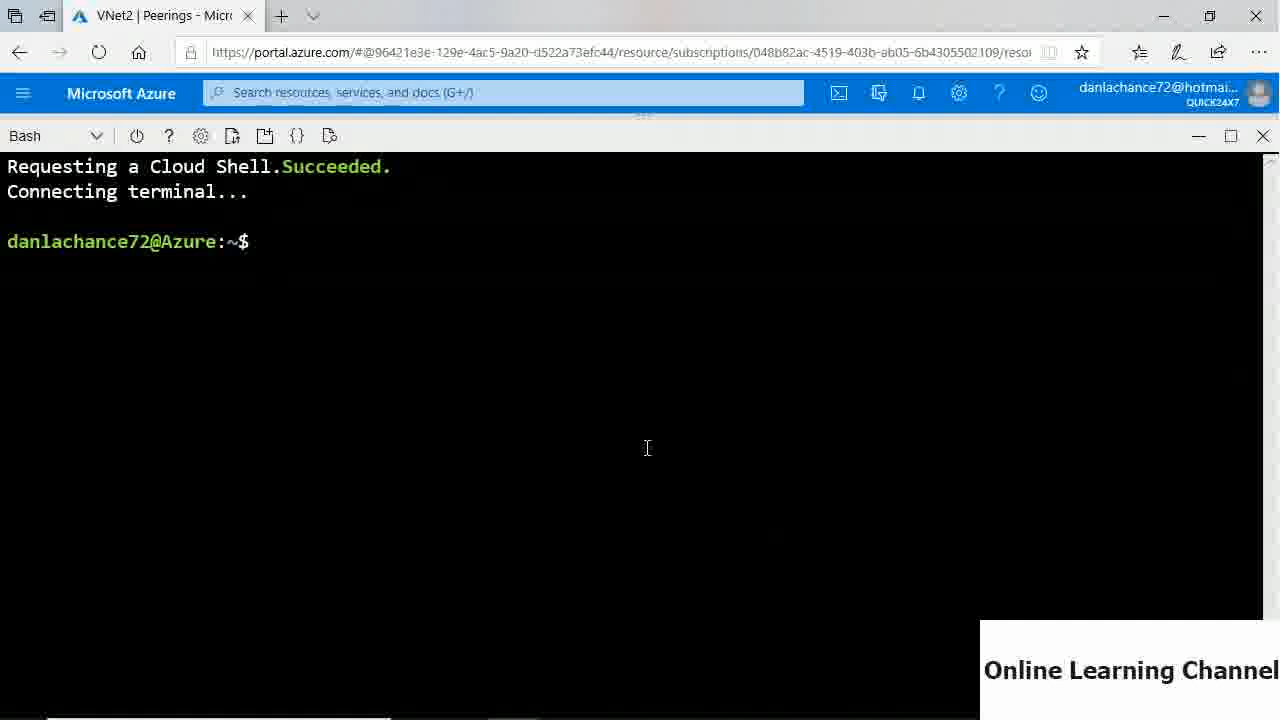 VNet2 | Peerings - Micro
https://portal.azure.com/#@96421e3e-129e-4ac5-9a20-d522a73efc44/resource/subscriptions/048b82ac-4519-403b-ab05-6b4305502109/resou
Microsoft Azure
Search resources, services, and docs (G+/)
danlachance72@hotmai...
QUICK24X7
Bash
Requesting a Cloud Shell.Succeeded.
Connecting terminal...
danlachance72@Azure:~$
Online Learning Channel